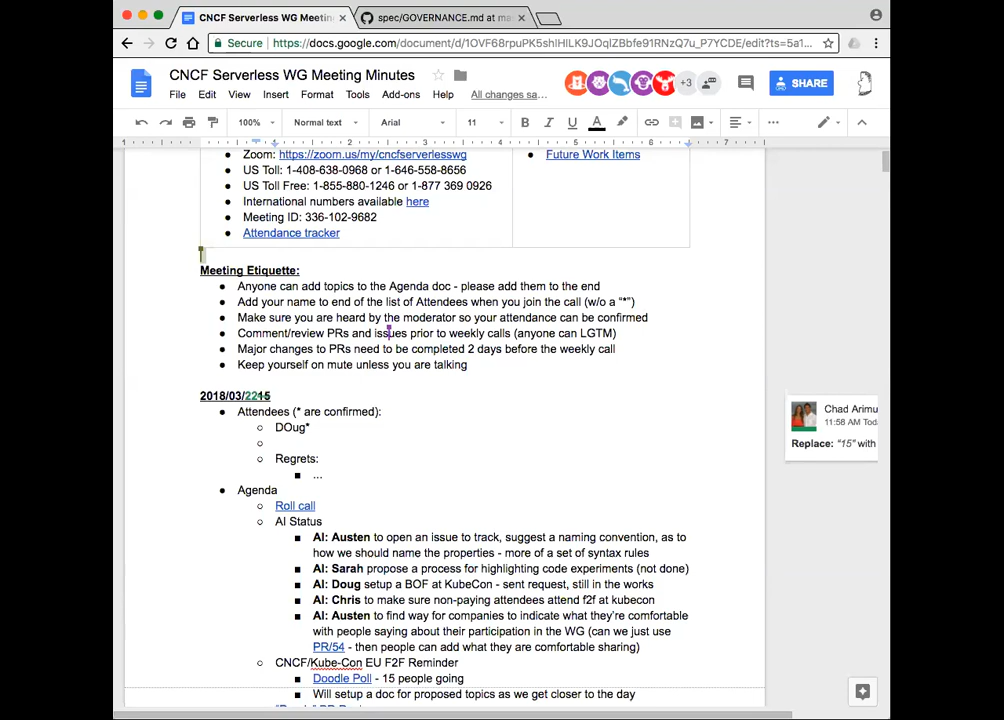 CNCF Serverless WG Meetin
spec/GOVERNANCE.md at ma
Secure
https://docs.google.com/document/d/1OVF68rpuPK5shlHILK9JOqlZBbfe91RNzQ7u_P7YCDE/edit?ts=5a1...
CNCF Serverless WG Meeting Minutes
File Edit View Insert Format Tools Add-ons Help All changes sa...
+3
SHARE
100% Normal text Arial 11 B I U A
1 1 2 3 4 5 6 7
Zoom: https://zoom.us/my/cncfserverlesswg
US Toll: 1-408-638-0968 or 1-646-558-8656
US Toll Free: 1-855-880-1246 or 1-877 369 0926
International numbers available here
Meeting ID: 336-102-9682
Attendance tracker
Future Work Items
Meeting Etiquette:
Anyone can add topics to the Agenda doc - please add them to the end
Add your name to end of the list of Attendees when you join the call (w/o a "*")
Make sure you are heard by the moderator so your attendance can be confirmed
Comment/review PRs and issues prior to weekly calls (anyone can LGTM)
Major changes to PRs need to be completed 2 days before the weekly call
Keep yourself on mute unless you are talking
2018/03/2215
Attendees (* are confirmed):
DOug*
Regrets:
...
Agenda
Roll call
AI Status
AI: Austen to open an issue to track, suggest a naming convention, as to
how we should name the properties - more of a set of syntax rules
AI: Sarah propose a process for highlighting code experiments (not done)
AI: Doug setup a BOF at KubeCon - sent request, still in the works
AI: Chris to make sure non-paying attendees attend f2f at kubecon
AI: Austen to find way for companies to indicate what they're comfortable
with people saying about their participation in the WG (can we just use
PR/54 - then people can add what they are comfortable sharing)
CNCF/Kube-Con EU F2F Reminder
Doodle Poll - 15 people going
Will setup a doc for proposed topics as we get closer to the day
Chad Arimu
11:58 AM Tod
Replace: "15" with